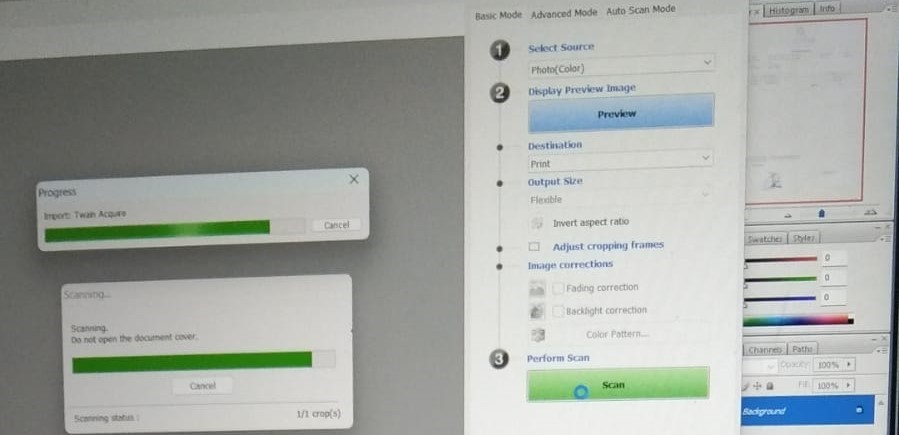 Basic Mode Advanced Mode Auto Scan Mode
1 Select Source
Photo(Color)
2 Display Preview Image
Preview
Destination
Print
Output Size
Flexible
Invert aspect ratio
Adjust cropping frames
Image corrections
Fading correction
Backlight correction
Color Pattern...
3 Perform Scan
Scan
Progress
Import: Twain Acquire
Cancel
Scanning...
Scanning.
Do not open the document cover.
Cancel
Scanning status : 1/1 crop(s)
Histogram Info
Swatches Styles
0
0
0
Channels Paths
Opacity: 100%
Fill: 100%
Background